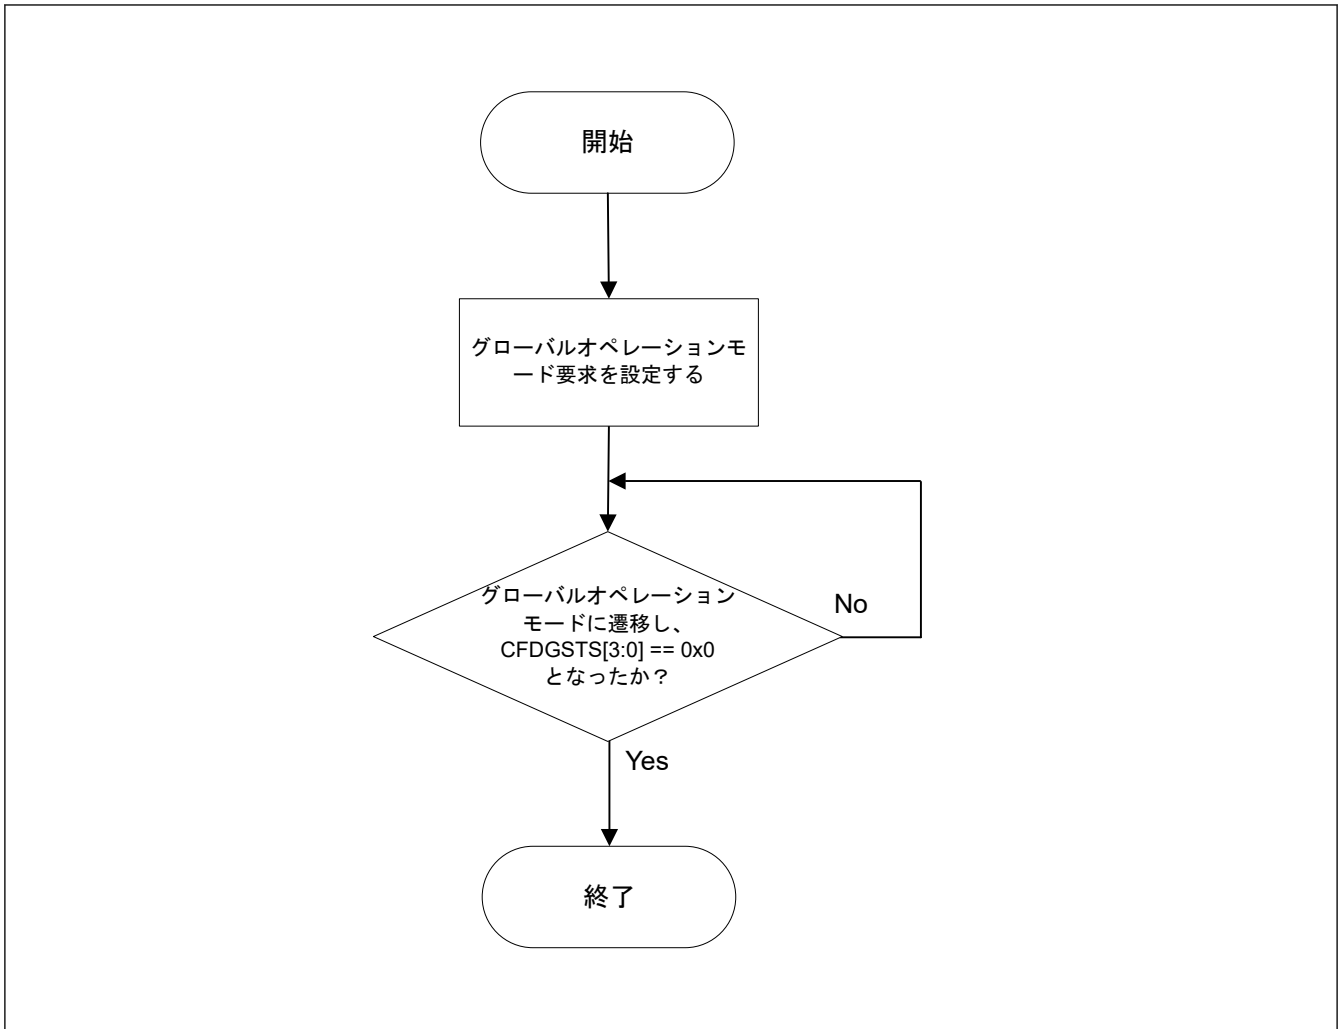 開始
グローバルオペレーションモ
ード要求を設定する
グローバルオペレーション
モードに遷移し、
CFDGSTS[3:0] == 0x0
となったか？
No
Yes
終了